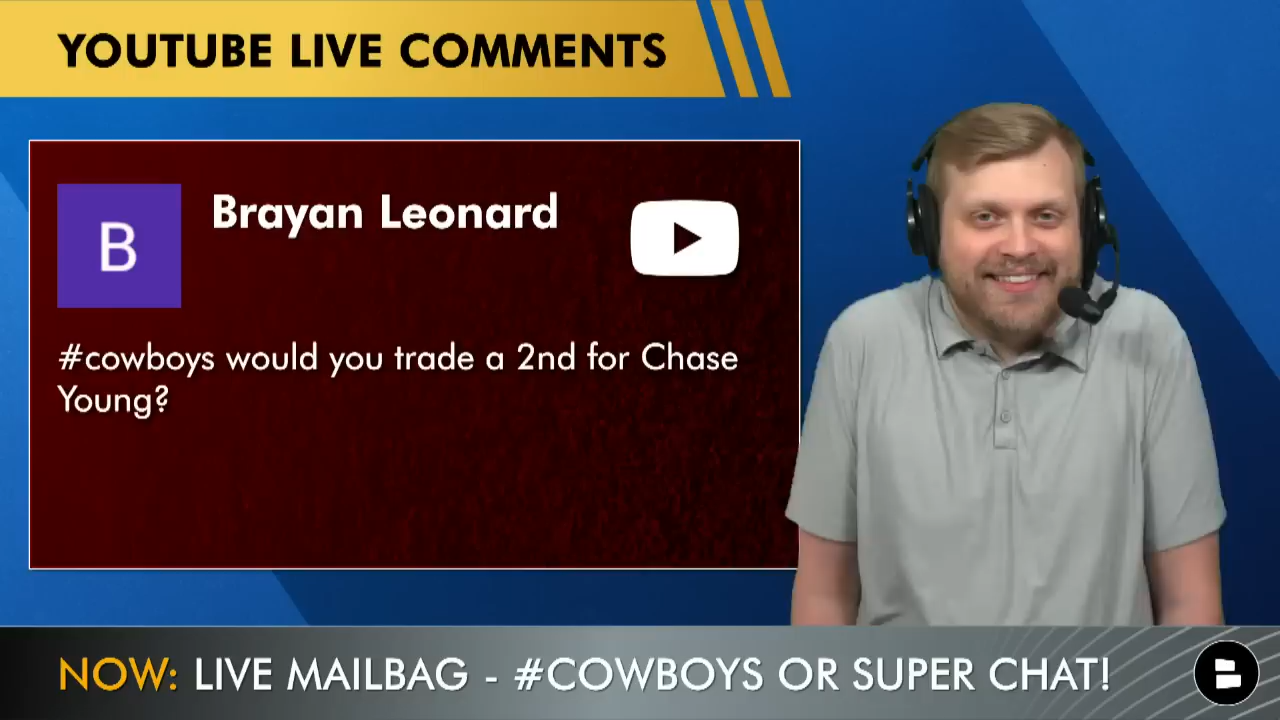 YOUTUBE LIVE COMMENTS
B
Brayan Leonard
#cowboys would you trade a 2nd for Chase
Young?
NOW: LIVE MAILBAG - #COWBOYS OR SUPER CHAT!